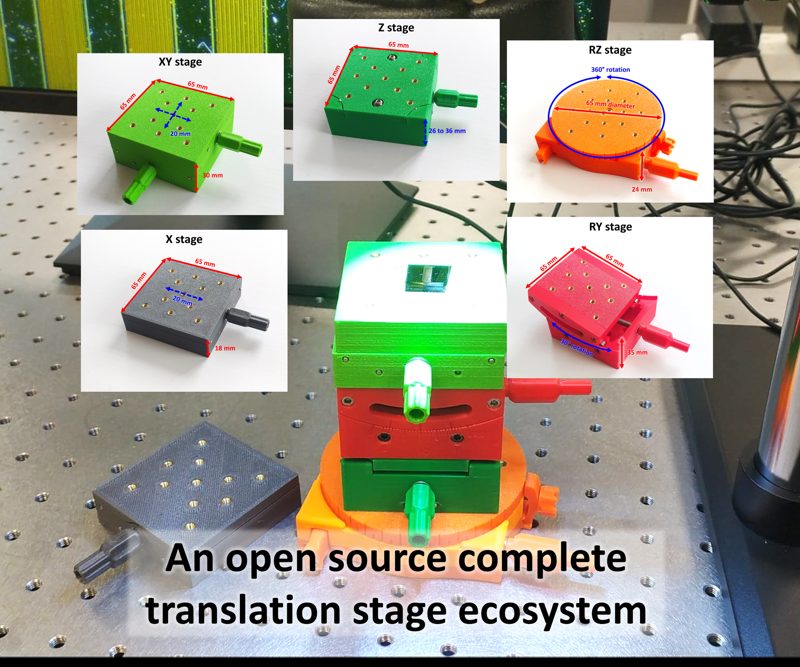 XY stage
65 mm
65 mm
20 mm
30 mm
Z stage
65 mm
65 mm
26 to 36 mm
RZ stage
360° rotation
65 mm diameter
24 mm
X stage
65 mm
65 mm
20 mm
18 mm
RY stage
65 mm
65 mm
rotation
35 mm
An open source complete
translation stage ecosystem